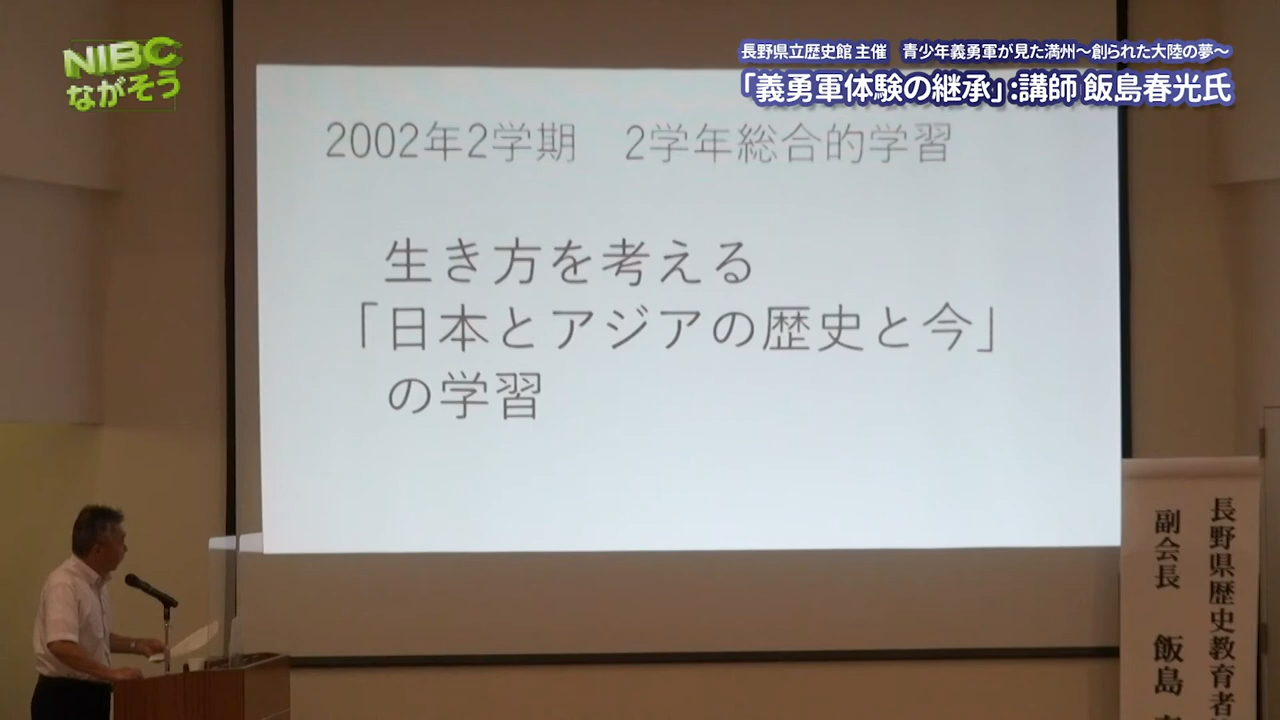 NIBC
ながそう
長野県立歴史館 主催 青少年義勇軍が見た満州～創られた大陸の夢～
「義勇軍体験の継承」:講師 飯島春光氏
2002年2学期 2学年総合的学習
生き方を考える
「日本とアジアの歴史と今」
の学習
長野県歴史教育者
副会長 飯島